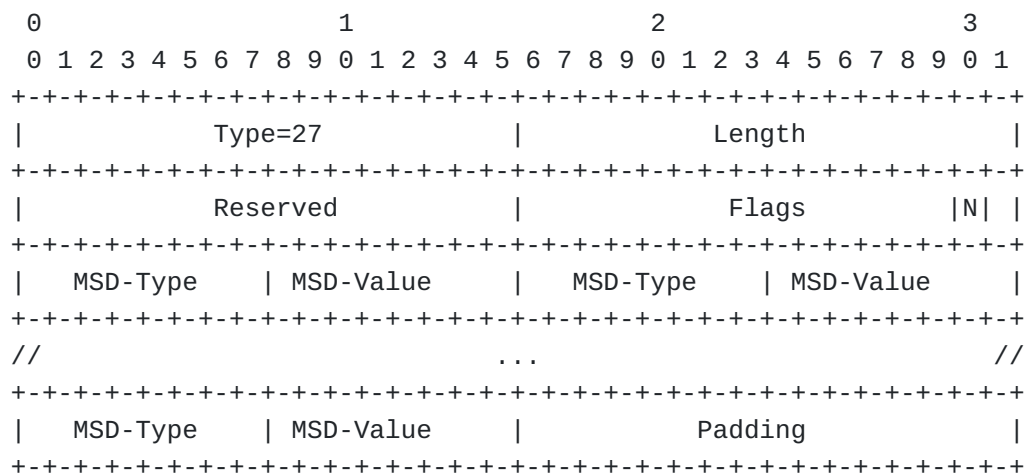 0                   1                   2                   3
 0 1 2 3 4 5 6 7 8 9 0 1 2 3 4 5 6 7 8 9 0 1 2 3 4 5 6 7 8 9 0 1
+-+-+-+-+-+-+-+-+-+-+-+-+-+-+-+-+-+-+-+-+-+-+-+-+-+-+-+-+-+-+-+-+
|            Type=27            |            Length             |
+-+-+-+-+-+-+-+-+-+-+-+-+-+-+-+-+-+-+-+-+-+-+-+-+-+-+-+-+-+-+-+-+
|            Reserved           |             Flags         |N| |
+-+-+-+-+-+-+-+-+-+-+-+-+-+-+-+-+-+-+-+-+-+-+-+-+-+-+-+-+-+-+-+-+
|   MSD-Type    | MSD-Value     |   MSD-Type    | MSD-Value     |
+-+-+-+-+-+-+-+-+-+-+-+-+-+-+-+-+-+-+-+-+-+-+-+-+-+-+-+-+-+-+-+-+
//                             ...                             //
+-+-+-+-+-+-+-+-+-+-+-+-+-+-+-+-+-+-+-+-+-+-+-+-+-+-+-+-+-+-+-+-+
|   MSD-Type    | MSD-Value     |           Padding             |
+-+-+-+-+-+-+-+-+-+-+-+-+-+-+-+-+-+-+-+-+-+-+-+-+-+-+-+-+-+-+-+-+